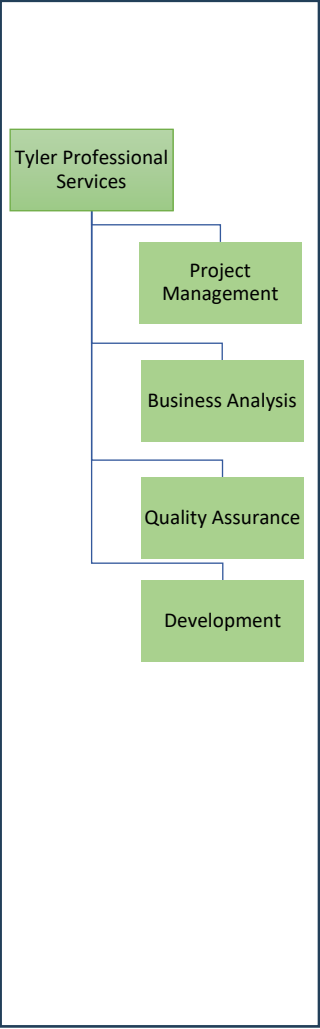 Tyler Professional
Services
Project
Management
Business Analysis
Quality Assurance
Development